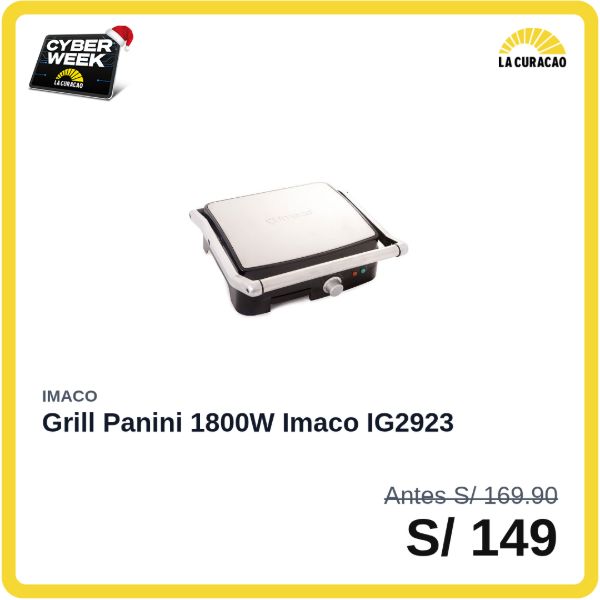 CYBER
WEEK
LA CURACAO
LA CURACAO
IMACO
Grill Panini 1800W Imaco IG2923
Antes S/ 169.90
S/ 149